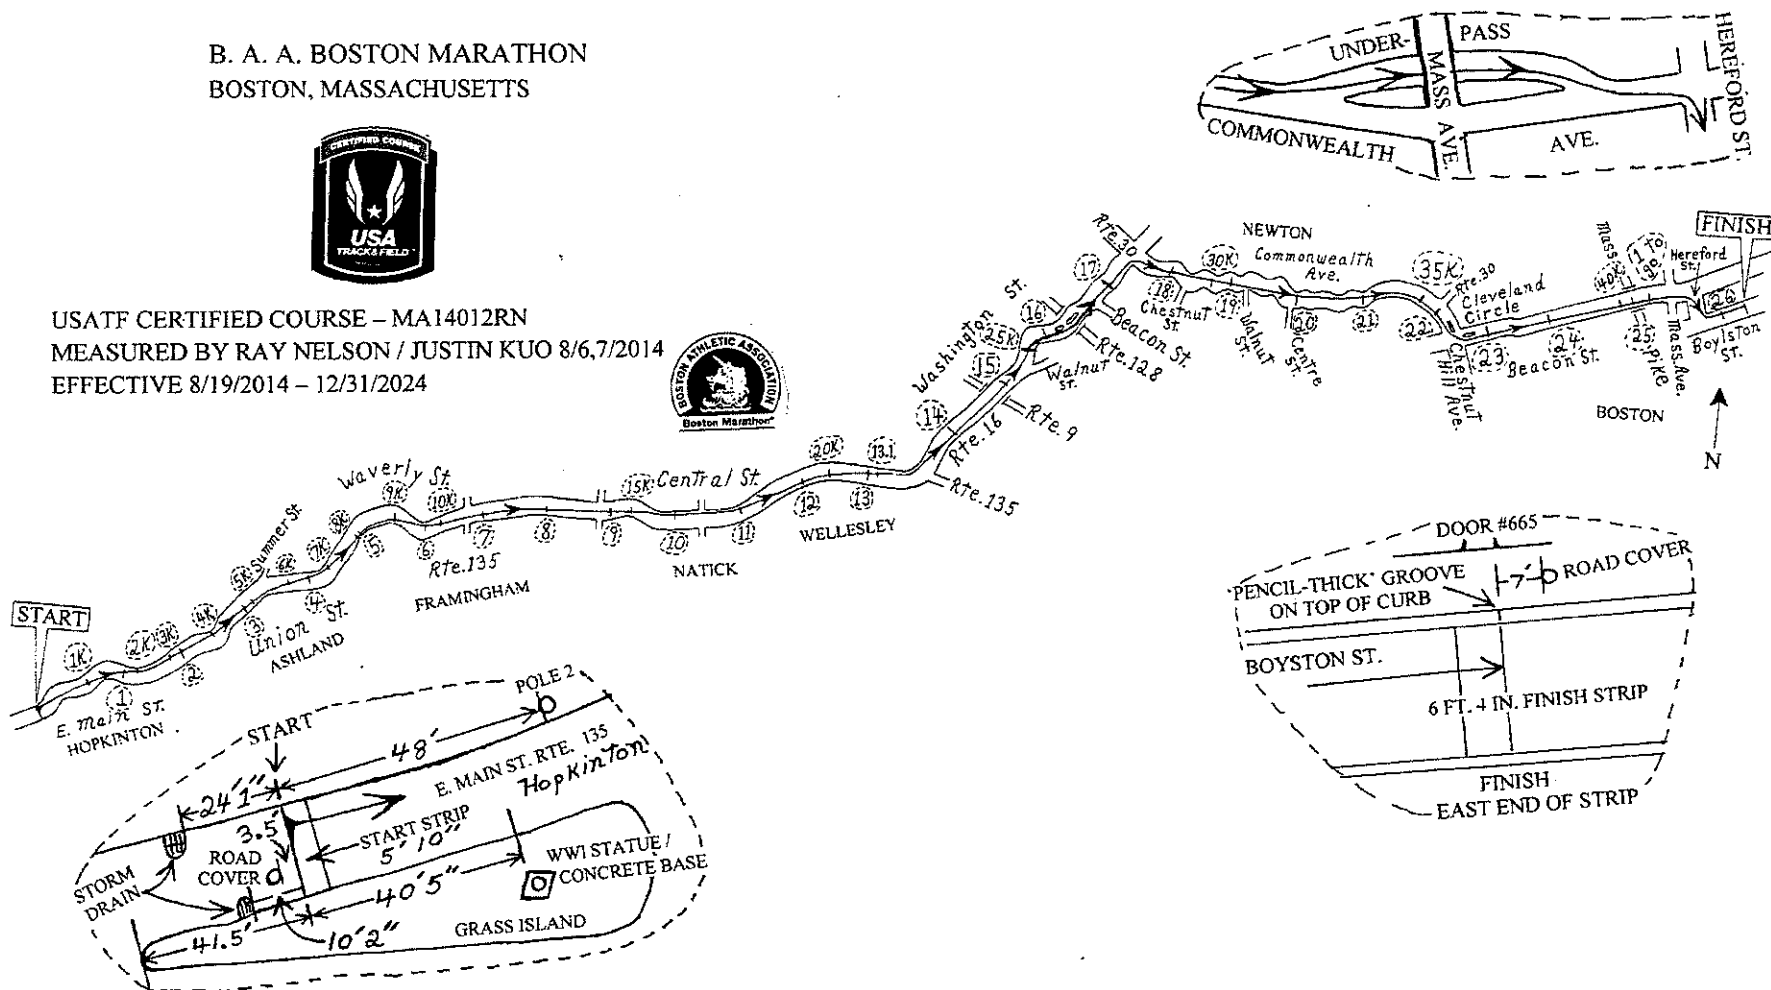 B. A. A. BOSTON MARATHON
BOSTON, MASSACHUSETTS
CERTIFIED COURSE
USA
TRACK & FIELD
USATF CERTIFIED COURSE – MA14012RN
MEASURED BY RAY NELSON / JUSTIN KUO 8/6,7/2014
EFFECTIVE 8/19/2014 – 12/31/2024
BOSTON ATHLETIC ASSOCIATION
Boston Marathon
UNDER-
PASS
MASS AVE.
HEREFORD ST.
COMMONWEALTH
AVE.
START
1K
2K
3K
4K
5K
Summer St.
6K
7K
8K
9K
Waverly St.
10K
15K
Central St.
20K
13.1
14
Washington St.
15
25K
16
17
Rte.30
NEWTON
30K
Commonwealth
Ave.
35K
Rte.30
Cleveland
Circle
Mass
40K
1 to
go
Hereford
St.
FINISH
26
Boylston
St.
Mass.Ave.
Pike
25
24
Beacon St.
23
Chestnut
Hill Ave.
22
21
Centre
St.
20
Walnut
St.
19
Chestnut
St.
18
Beacon St.
Rte.128
Walnut
St.
Rte.9
Rte.16
Rte.135
BOSTON
N
1
2
3
4
5
6
7
8
9
10
11
12
13
E. Main St.
HOPKINTON
Union St.
ASHLAND
Rte.135
FRAMINGHAM
NATICK
WELLESLEY
POLE 2
START
48'
24'1"
E. MAIN ST. RTE. 135
Hopkinton
3.5'
START STRIP
5'10"
ROAD
COVER
STORM
DRAIN
40'5"
WWI STATUE /
CONCRETE BASE
41.5'
10'2"
GRASS ISLAND
DOOR #665
"PENCIL-THICK" GROOVE
ON TOP OF CURB
7'
ROAD COVER
BOYSTON ST.
6 FT. 4 IN. FINISH STRIP
FINISH
EAST END OF STRIP